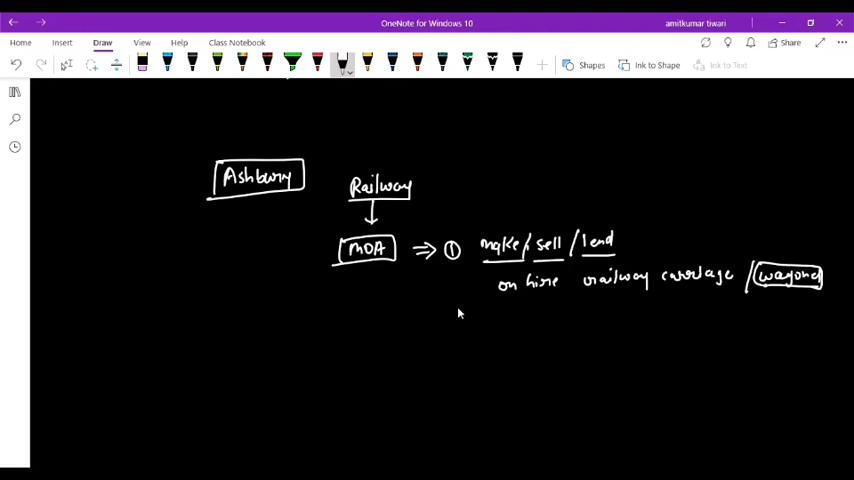 OneNote for Windows 10
amitkumar tiwari
Home Insert Draw View Help Class Notebook
Share
Shapes Ink to Shape Ink to Text
Ashbury
Railway
MOA ⇒ ① make/sell/lend
on hire railway carriage / wagons